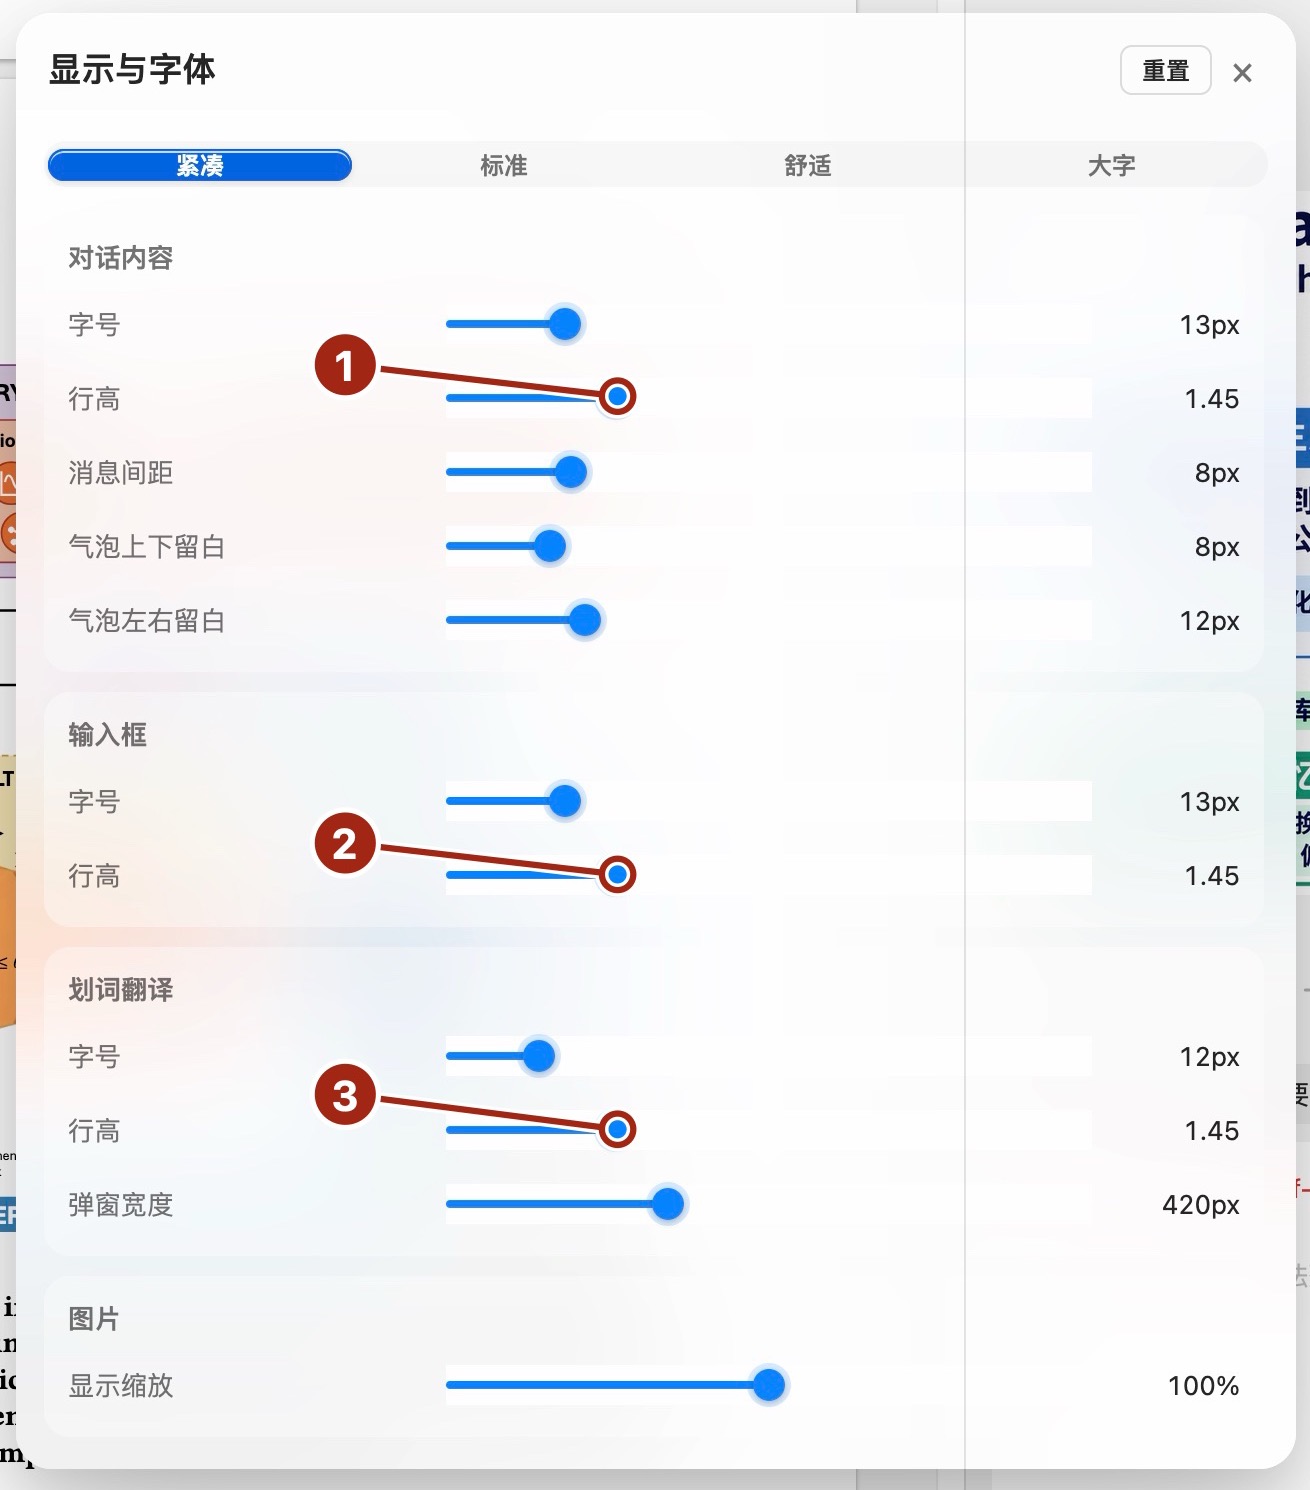 显示与字体
重置
×
紧凑
标准
舒适
大字
对话内容
字号
13px
1
行高
1.45
消息间距
8px
气泡上下留白
8px
气泡左右留白
12px
输入框
字号
13px
2
行高
1.45
划词翻译
字号
12px
3
行高
1.45
弹窗宽度
420px
图片
显示缩放
100%